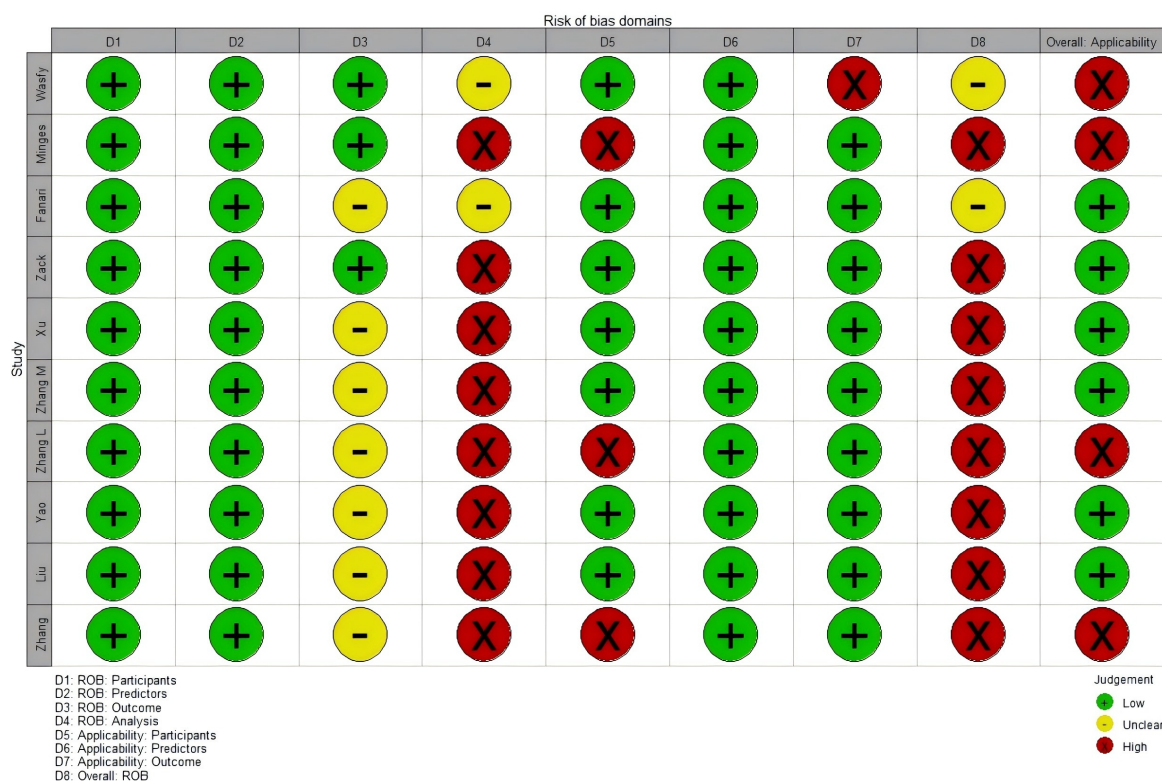 Risk of bias domains
D1 D2 D3 D4 D5 D6 D7 D8 Overall: Applicability
Study
Wasfy + + + - + + X - X
Minges + + + X X + + X X
Fanari + + - - + + + - +
Zack + + + X + + + X +
Xu + + - X + + + X +
Zhang M + + - X + + + X +
Zhang L + + - X X + + X X
Yao + + - X + + + X +
Liu + + - X + + + X +
Zhang + + - X X + + X X
D1: ROB: Participants
D2: ROB: Predictors
D3: ROB: Outcome
D4: ROB: Analysis
D5: Applicability: Participants
D6: Applicability: Predictors
D7: Applicability: Outcome
D8: Overall: ROB
Judgement
+ Low
- Unclear
X High